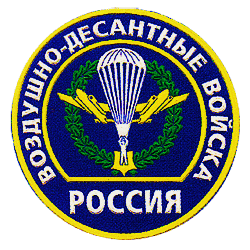 ВОЗДУШНО-ДЕСАНТНЫЕ ВОЙСКА
РОССИЯ